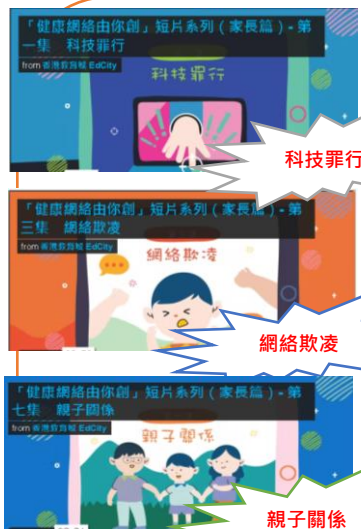 「健康網絡由你創」短片系列（家長篇）- 第
一集　科技罪行
from 香港教育城 EdCity
科技罪行
科技罪行
「健康網絡由你創」短片系列（家長篇）- 第
三集　網絡欺凌
from 香港教育城 EdCity
網絡欺凌
網絡欺凌
「健康網絡由你創」短片系列（家長篇）- 第
七集　親子關係
from 香港教育城 EdCity
親子關係
親子關係